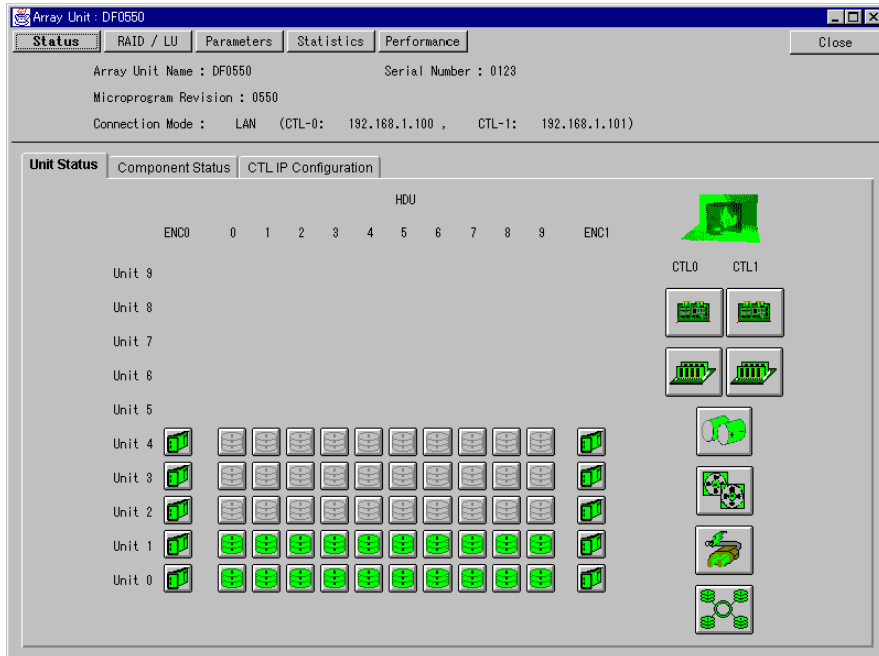 Array Unit : DF0550
Status RAID / LU Parameters Statistics Performance Close
Array Unit Name : DF0550 Serial Number : 0123
Microprogram Revision : 0550
Connection Mode : LAN (CTL-0: 192.168.1.100 , CTL-1: 192.168.1.101)
Unit Status Component Status CTL IP Configuration
HDU
ENC0 0 1 2 3 4 5 6 7 8 9 ENC1
CTL0 CTL1
Unit 9
Unit 8
Unit 7
Unit 6
Unit 5
Unit 4
Unit 3
Unit 2
Unit 1
Unit 0